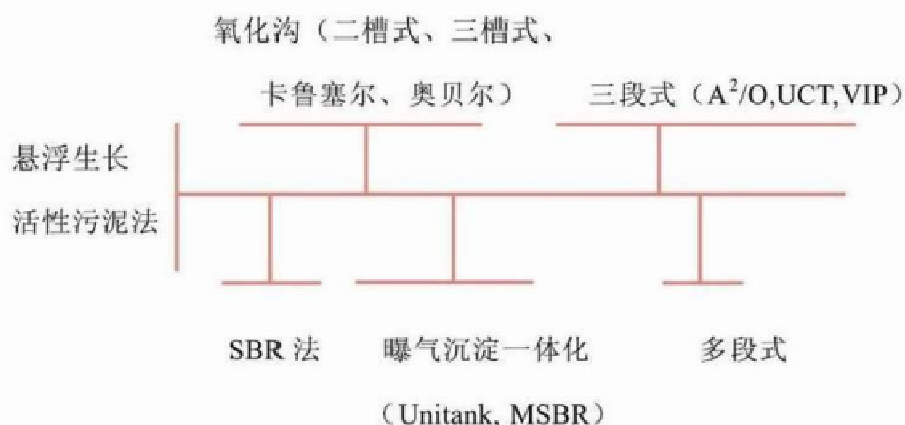 氧化沟（二槽式、三槽式、
卡鲁塞尔、奥贝尔）
三段式（A²/O,UCT,VIP）
悬浮生长
活性污泥法
SBR 法
曝气沉淀一体化
（Unitank, MSBR）
多段式